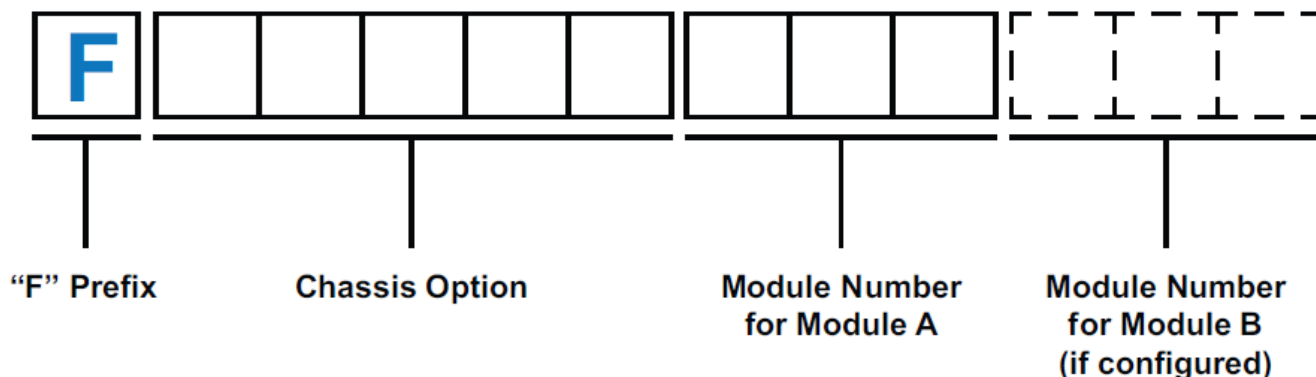 F
“F” Prefix
Chassis Option
Module Number
for Module A
Module Number
for Module B
(if configured)